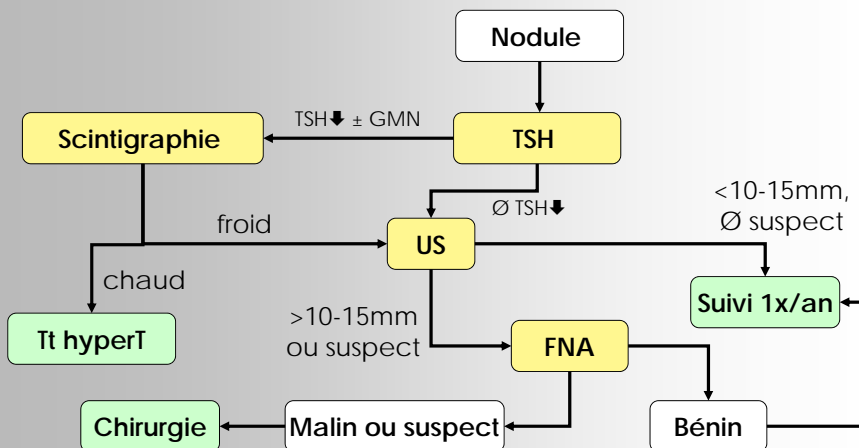 Nodule
TSH⬇ ± GMN
Scintigraphie
TSH
Ø TSH⬇
<10-15mm,
Ø suspect
froid
US
chaud
Suivi 1x/an
>10-15mm
ou suspect
Tt hyperT
FNA
Chirurgie
Malin ou suspect
Bénin